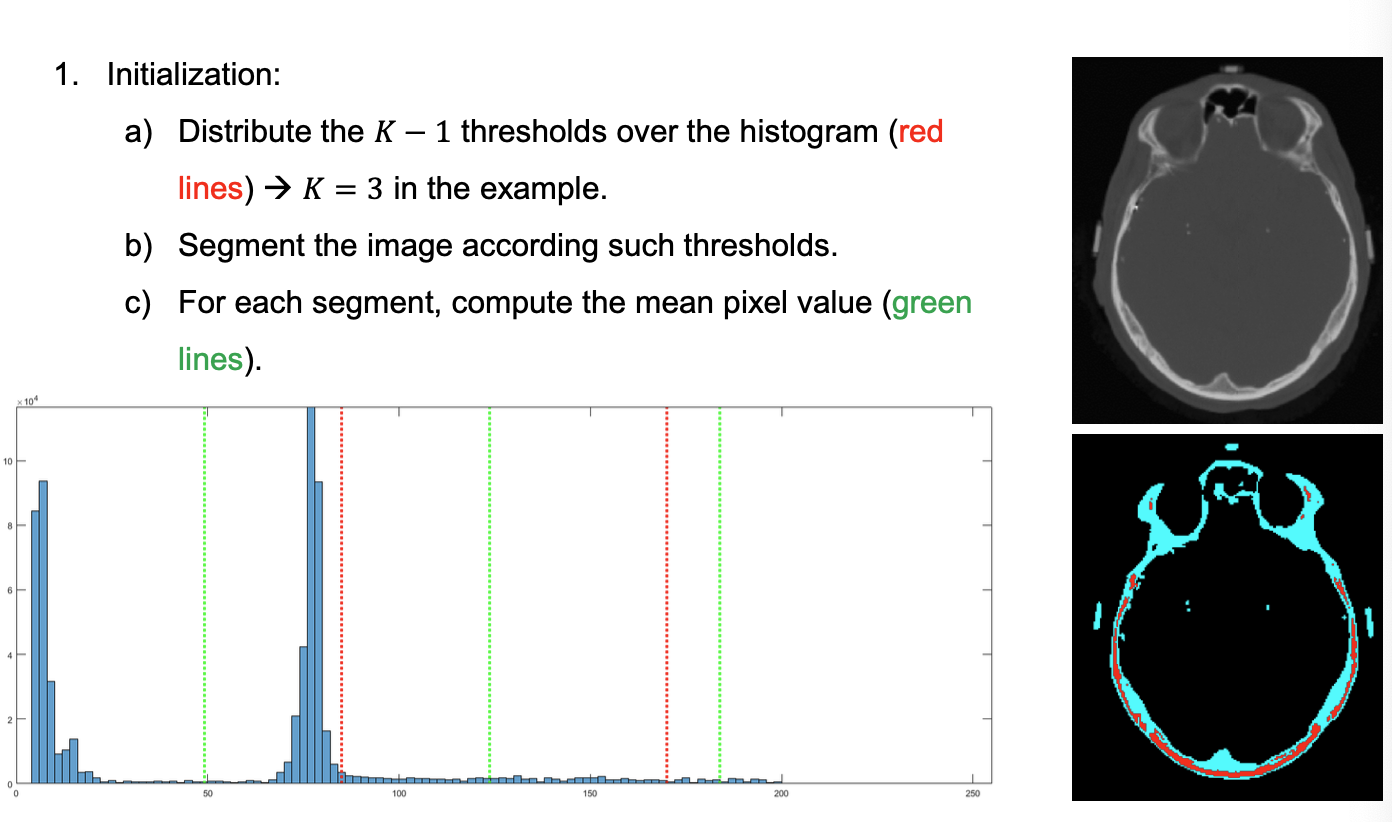 1. Initialization:
a) Distribute the K − 1 thresholds over the histogram (red
lines) → K = 3 in the example.
b) Segment the image according such thresholds.
c) For each segment, compute the mean pixel value (green
lines).
× 10⁴
10
8
6
4
2
0
0 50 100 150 200 250